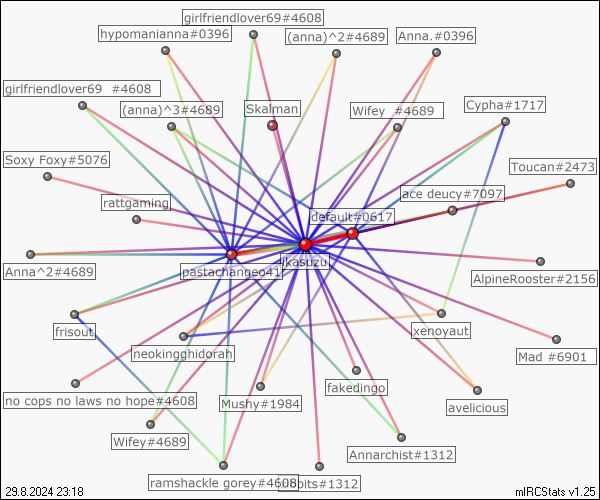 girlfriendlover69#4608
hypomanianna#0396
(anna)^2#4689
Anna.#0396
girlfriendlover69 #4608
(anna)^3#4689
Skalman
Wifey #4689
Cypha#1717
Soxy Foxy#5076
Toucan#2473
rattgaming
ace deucy#7097
default#0617
Anna^2#4689
pastachangeo41
jkasuzu
AlpineRooster#2156
frisout
neokingghidorah
xenoyaut
Mad #6901
no cops no laws no hope#4608
Mushy#1984
fakedingo
avelicious
Wifey#4689
Annarchist#1312
ramshackle gorey#4608
bits#1312
29.8.2024 23:18
mIRCStats v1.25